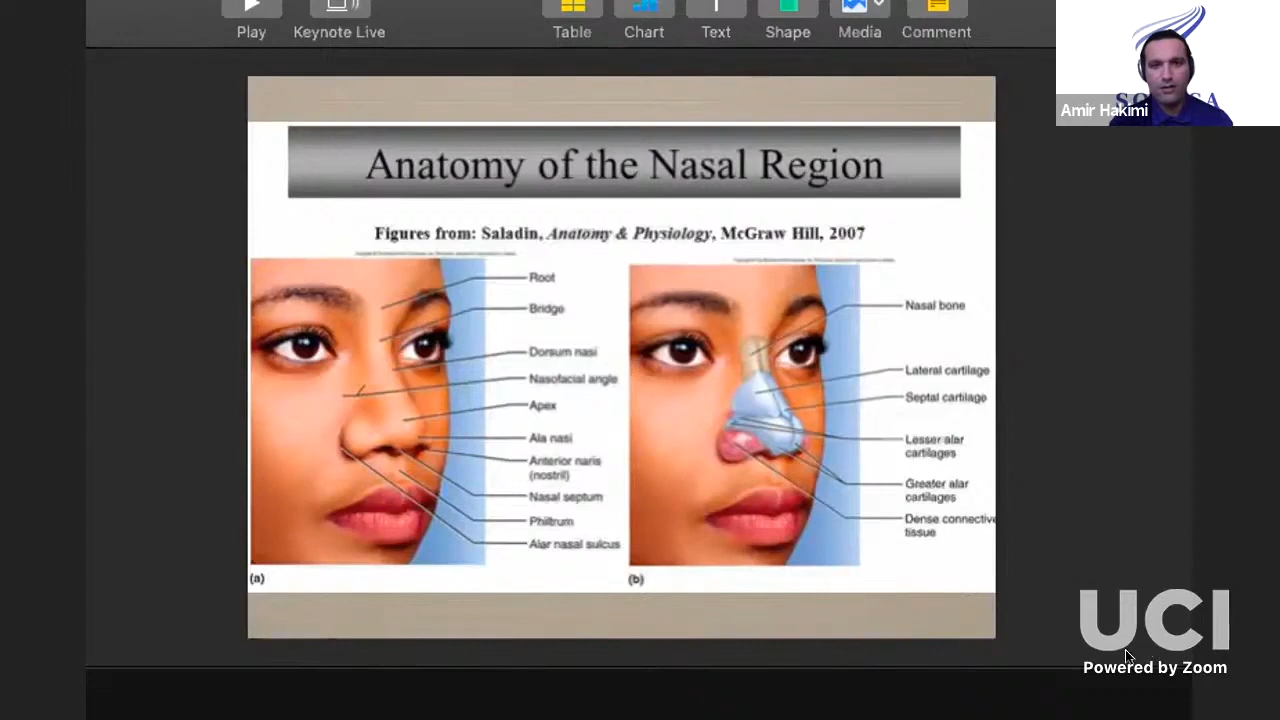 Play
Keynote Live
Table
Chart
Text
Shape
Media
Comment
Amir Hakimi
Anatomy of the Nasal Region
Figures from: Saladin, Anatomy & Physiology, McGraw Hill, 2007
Root
Bridge
Dorsum nasi
Nasofacial angle
Apex
Ala nasi
Anterior naris
(nostril)
Nasal septum
Philtrum
Alar nasal sulcus
(a)
Nasal bone
Lateral cartilage
Septal cartilage
Lesser alar
cartilages
Greater alar
cartilages
Dense connective
tissue
(b)
UCI
Powered by Zoom